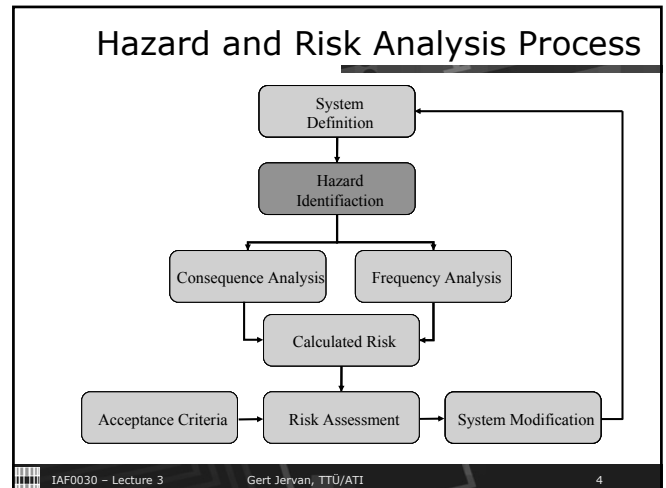 Hazard and Risk Analysis Process
System
Definition
Hazard
Identifiaction
Consequence Analysis
Frequency Analysis
Calculated Risk
Acceptance Criteria
Risk Assessment
System Modification
IAF0030 – Lecture 3
Gert Jervan, TTÜ/ATI
4